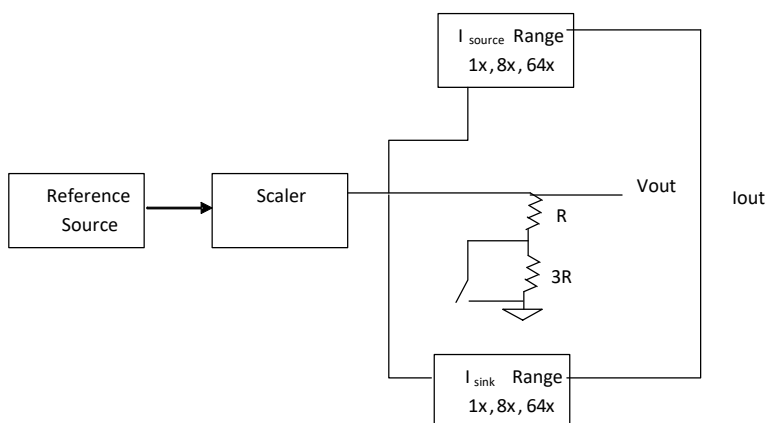 I source Range
1x, 8x, 64x
Reference
Source
Scaler
Vout
Iout
R
3R
I sink Range
1x, 8x, 64x